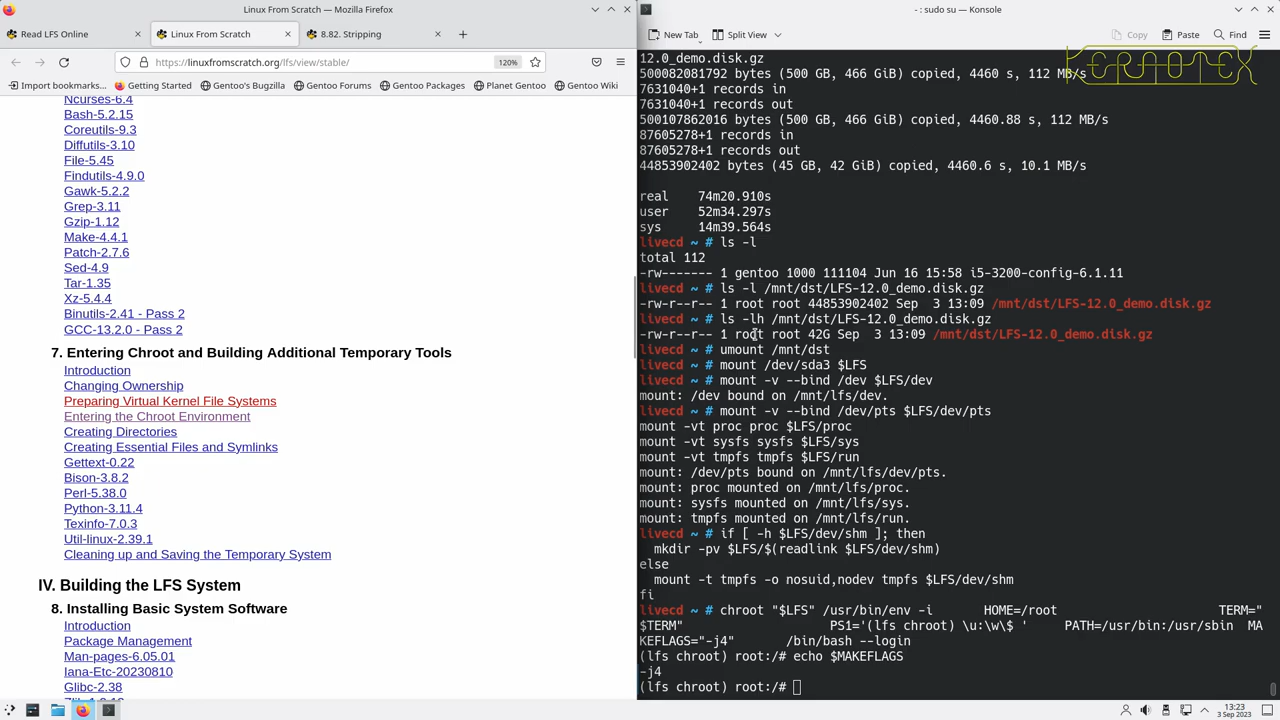 Linux From Scratch — Mozilla Firefox
Read LFS Online
Linux From Scratch
8.82. Stripping
https://linuxfromscratch.org/lfs/view/stable/
120%
Import bookmarks...
Getting Started
Gentoo's Bugzilla
Gentoo Forums
Gentoo Packages
Planet Gentoo
Gentoo Wiki
Ncurses-6.4
Bash-5.2.15
Coreutils-9.3
Diffutils-3.10
File-5.45
Findutils-4.9.0
Gawk-5.2.2
Grep-3.11
Gzip-1.12
Make-4.4.1
Patch-2.7.6
Sed-4.9
Tar-1.35
Xz-5.4.4
Binutils-2.41 - Pass 2
GCC-13.2.0 - Pass 2
7. Entering Chroot and Building Additional Temporary Tools
Introduction
Changing Ownership
Preparing Virtual Kernel File Systems
Entering the Chroot Environment
Creating Directories
Creating Essential Files and Symlinks
Gettext-0.22
Bison-3.8.2
Perl-5.38.0
Python-3.11.4
Texinfo-7.0.3
Util-linux-2.39.1
Cleaning up and Saving the Temporary System
IV. Building the LFS System
8. Installing Basic System Software
Introduction
Package Management
Man-pages-6.05.01
Iana-Etc-20230810
Glibc-2.38
- : sudo su — Konsole
New Tab
Split View
Copy
Paste
Find
KERNOTEX
12.0_demo.disk.gz
500082081792 bytes (500 GB, 466 GiB) copied, 4460 s, 112 MB/s
7631040+1 records in
7631040+1 records out
500107862016 bytes (500 GB, 466 GiB) copied, 4460.88 s, 112 MB/s
87605278+1 records in
87605278+1 records out
44853902402 bytes (45 GB, 42 GiB) copied, 4460.6 s, 10.1 MB/s
real    74m20.910s
user    52m34.297s
sys     14m39.564s
livecd ~ # ls -l
total 112
-rw------- 1 gentoo 1000 111104 Jun 16 15:58 i5-3200-config-6.1.11
livecd ~ # ls -l /mnt/dst/LFS-12.0_demo.disk.gz
-rw-r--r-- 1 root root 44853902402 Sep  3 13:09 /mnt/dst/LFS-12.0_demo.disk.gz
livecd ~ # ls -lh /mnt/dst/LFS-12.0_demo.disk.gz
-rw-r--r-- 1 root root 42G Sep  3 13:09 /mnt/dst/LFS-12.0_demo.disk.gz
livecd ~ # umount /mnt/dst
livecd ~ # mount /dev/sda3 $LFS
livecd ~ # mount -v --bind /dev $LFS/dev
mount: /dev bound on /mnt/lfs/dev.
livecd ~ # mount -v --bind /dev/pts $LFS/dev/pts
mount -vt proc proc $LFS/proc
mount -vt sysfs sysfs $LFS/sys
mount -vt tmpfs tmpfs $LFS/run
mount: /dev/pts bound on /mnt/lfs/dev/pts.
mount: proc mounted on /mnt/lfs/proc.
mount: sysfs mounted on /mnt/lfs/sys.
mount: tmpfs mounted on /mnt/lfs/run.
livecd ~ # if [ -h $LFS/dev/shm ]; then
  mkdir -pv $LFS/$(readlink $LFS/dev/shm)
else
  mount -t tmpfs -o nosuid,nodev tmpfs $LFS/dev/shm
fi
livecd ~ # chroot "$LFS" /usr/bin/env -i      HOME=/root                  TERM="
$TERM"                    PS1='(lfs chroot) \u:\w\$ '     PATH=/usr/bin:/usr/sbin  MA
KEFLAGS="-j4"       /bin/bash --login
(lfs chroot) root:/# echo $MAKEFLAGS
-j4
(lfs chroot) root:/#
13:23
3 Sep 2023